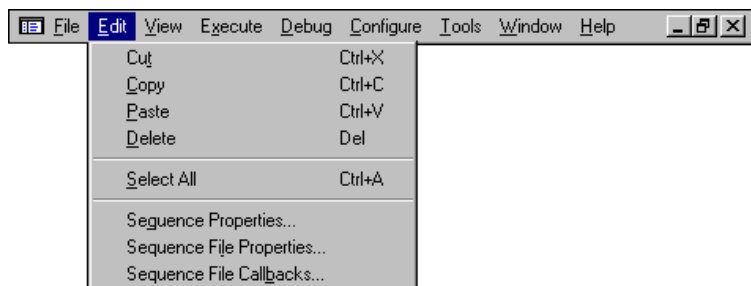 File Edit View Execute Debug Configure Tools Window Help
Cut Ctrl+X
Copy Ctrl+C
Paste Ctrl+V
Delete Del
Select All Ctrl+A
Sequence Properties...
Sequence File Properties...
Sequence File Callbacks...